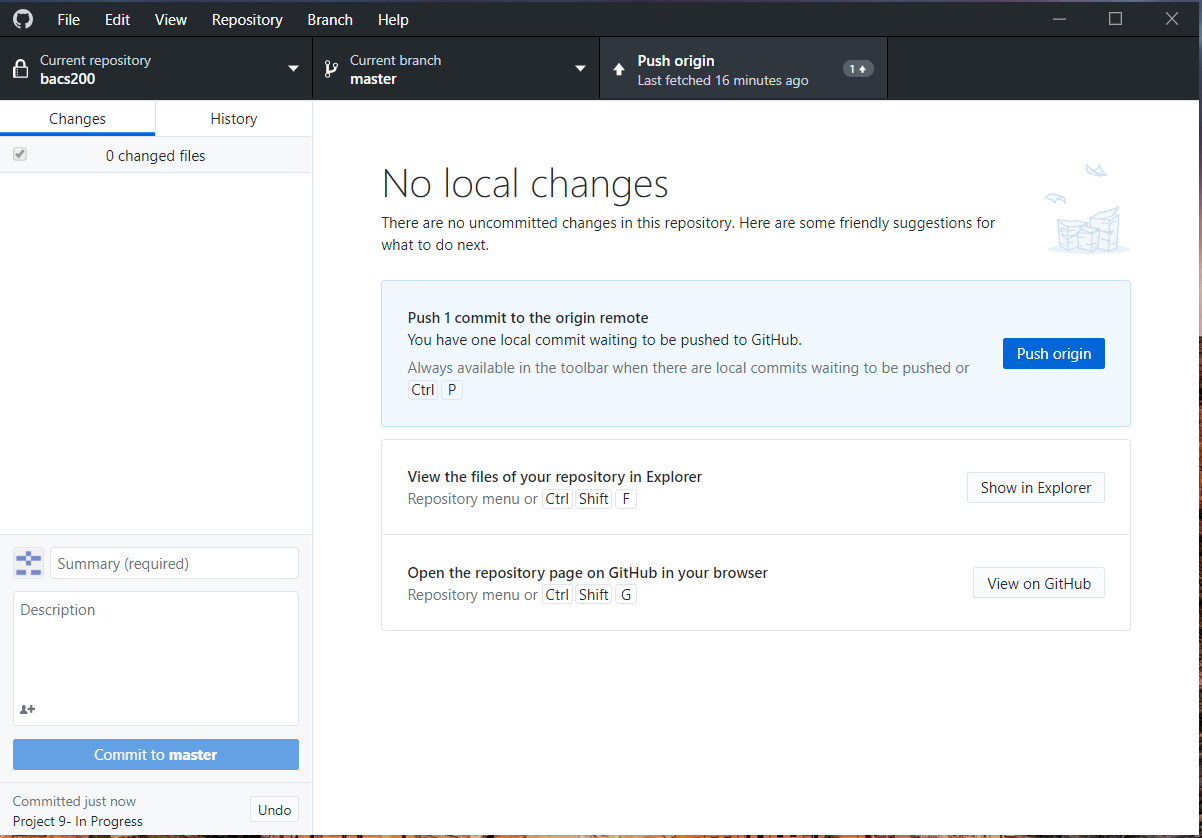 File Edit View Repository Branch Help
Current repository
bacs200
Current branch
master
Push origin
Last fetched 16 minutes ago
1
Changes
History
0 changed files
No local changes
There are no uncommitted changes in this repository. Here are some friendly suggestions for
what to do next.
Push 1 commit to the origin remote
You have one local commit waiting to be pushed to GitHub.
Always available in the toolbar when there are local commits waiting to be pushed or
Ctrl P
Push origin
View the files of your repository in Explorer
Repository menu or Ctrl Shift F
Show in Explorer
Open the repository page on GitHub in your browser
Repository menu or Ctrl Shift G
View on GitHub
Summary (required)
Description
Commit to master
Committed just now
Project 9- In Progress
Undo